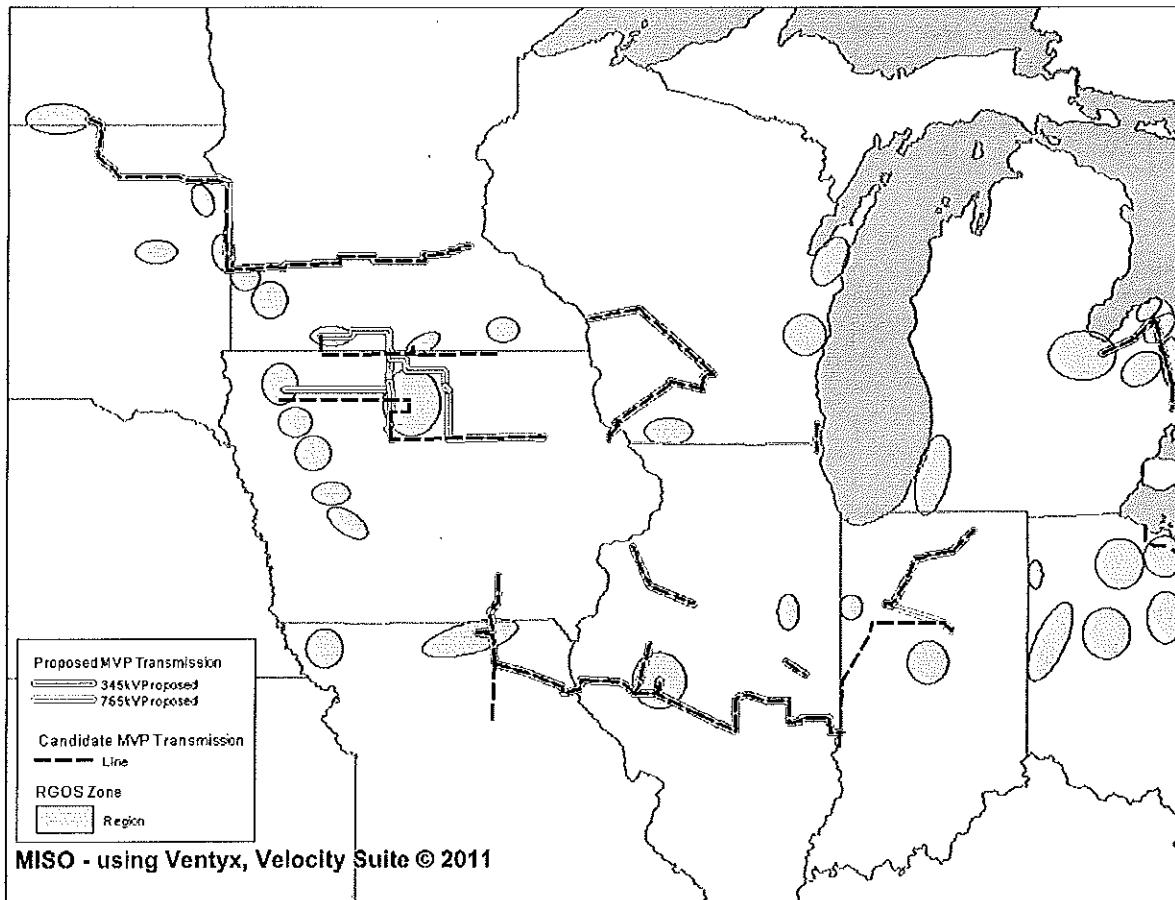 Proposed MVP Transmission
345kVProposed
765kVProposed
Candidate MVP Transmission
Line
RGOS Zone
Region
MISO - using Ventyx, Velocity Suite © 2011